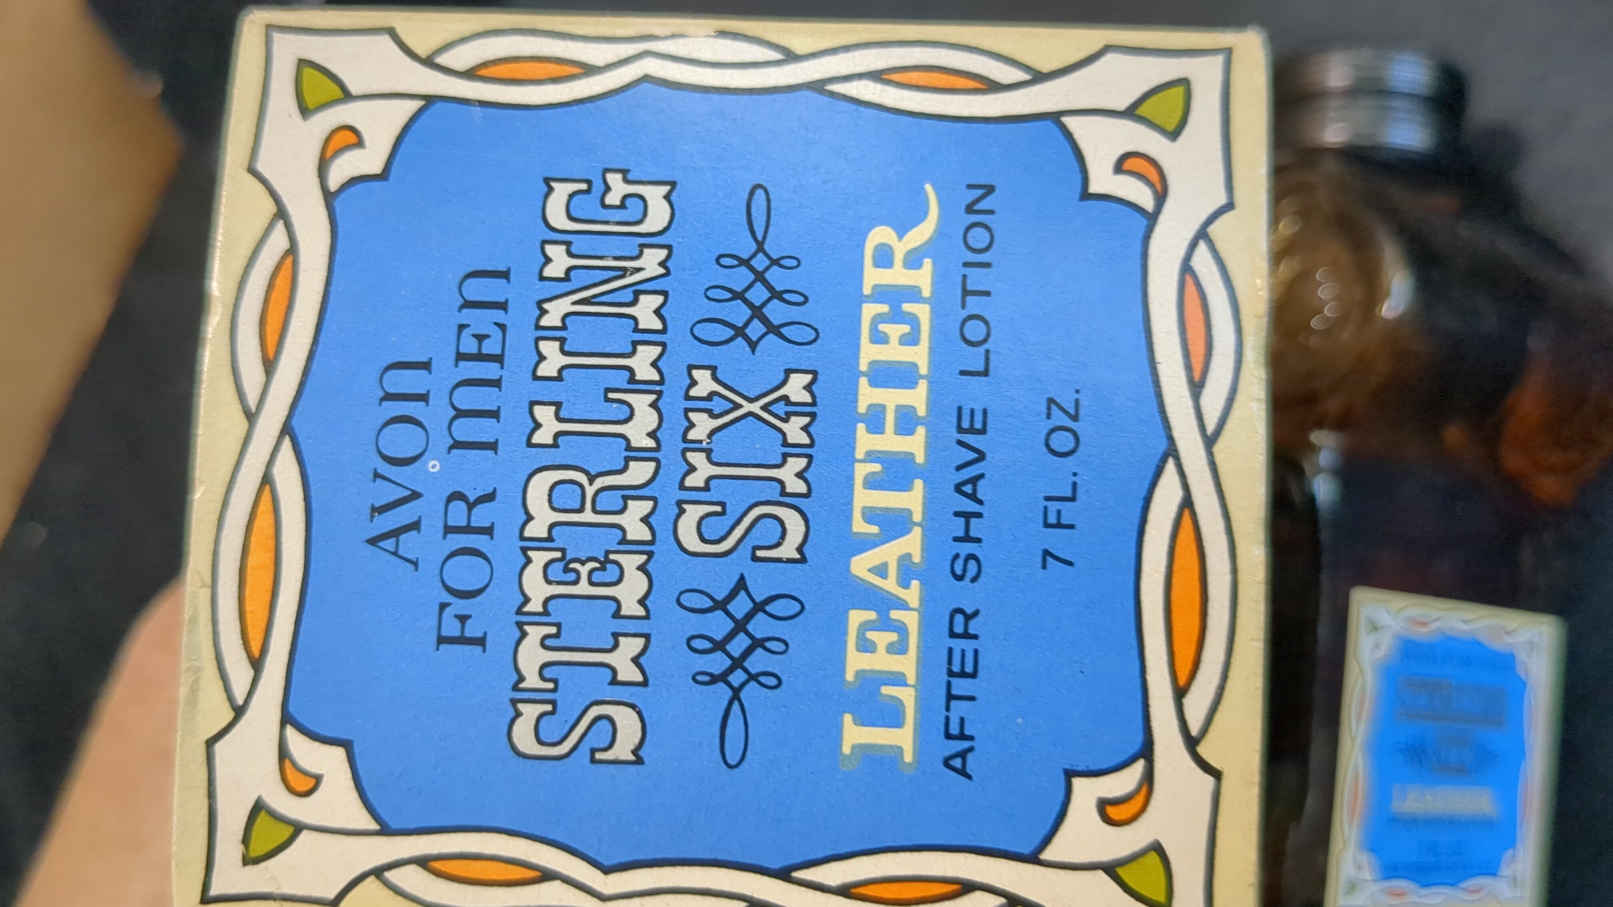 AVON
FOR MEN
STERLING
SIX
LEATHER
AFTER SHAVE LOTION
7 FL. OZ.